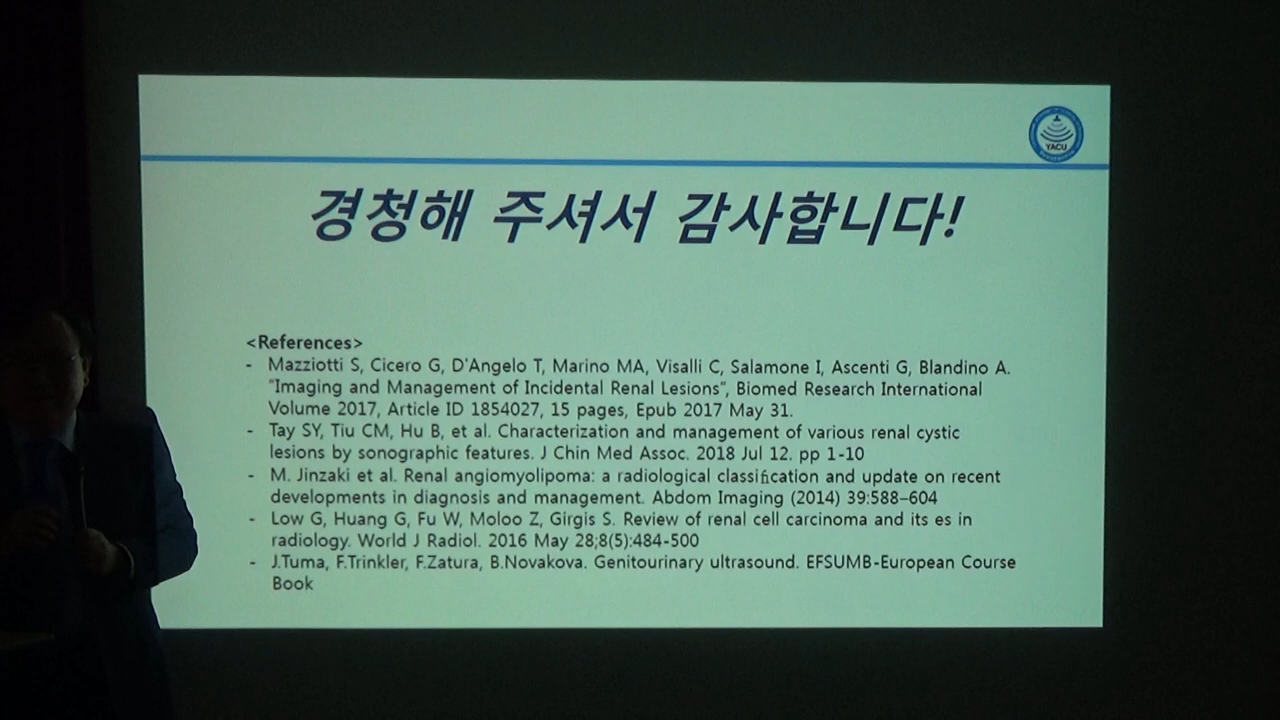 YACU
경청해 주셔서 감사합니다!
<References>
- Mazziotti S, Cicero G, D'Angelo T, Marino MA, Visalli C, Salamone I, Ascenti G, Blandino A.
"Imaging and Management of Incidental Renal Lesions", Biomed Research International
Volume 2017, Article ID 1854027, 15 pages, Epub 2017 May 31.
- Tay SY, Tiu CM, Hu B, et al. Characterization and management of various renal cystic
lesions by sonographic features. J Chin Med Assoc. 2018 Jul 12. pp 1-10
- M. Jinzaki et al. Renal angiomyolipoma: a radiological classification and update on recent
developments in diagnosis and management. Abdom Imaging (2014) 39:588–604
- Low G, Huang G, Fu W, Moloo Z, Girgis S. Review of renal cell carcinoma and its es in
radiology. World J Radiol. 2016 May 28;8(5):484-500
- J.Tuma, F.Trinkler, F.Zatura, B.Novakova. Genitourinary ultrasound. EFSUMB-European Course
Book